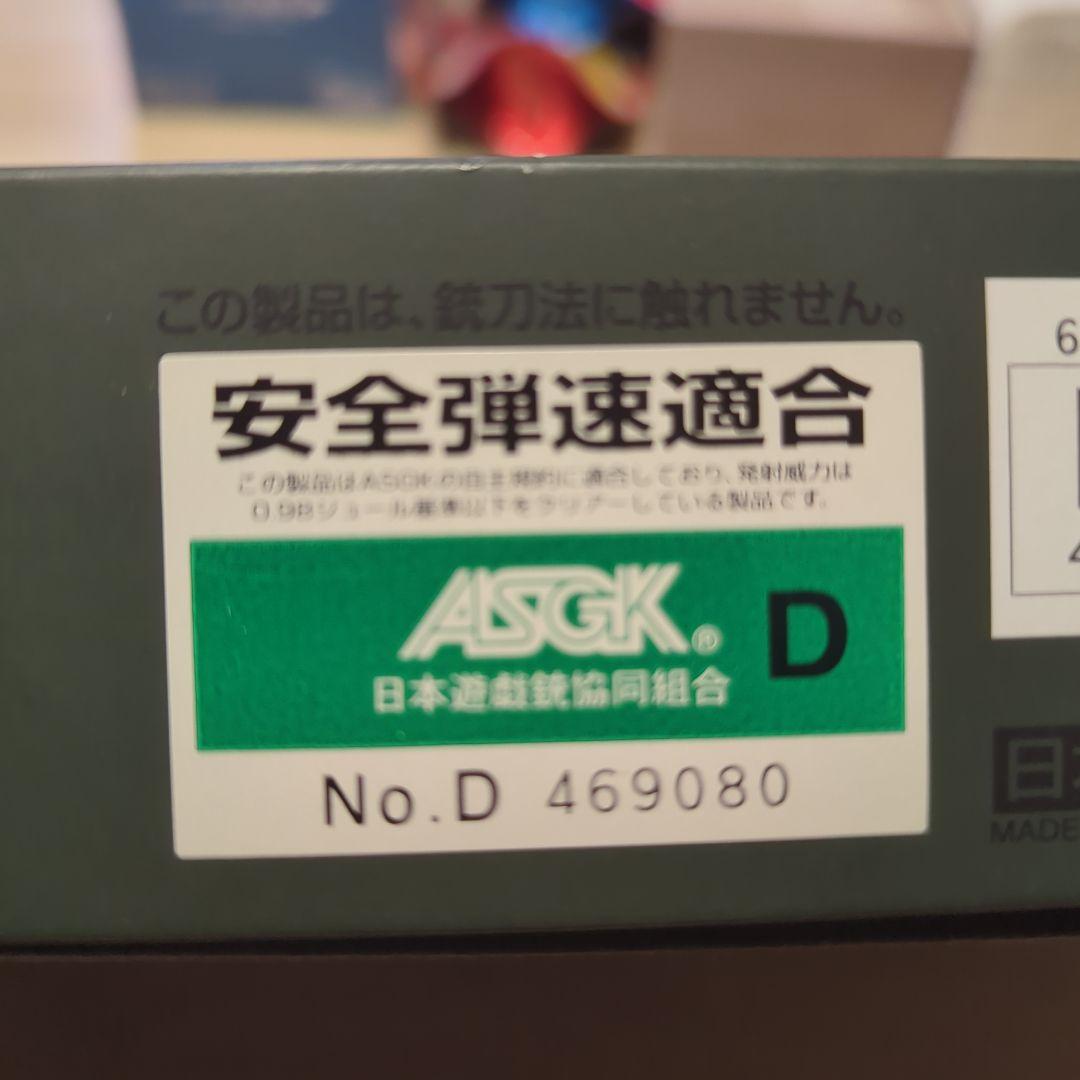 この製品は、銃刀法に触れません。
安全弾速適合
この製品はASGKの自主規約に適合しており、発射威力は
0.98ジュール基準以下をクリアーしている製品です。
ASGK®
D
日本遊戯銃協同組合
No.D 469080
6
4
日本
MADE